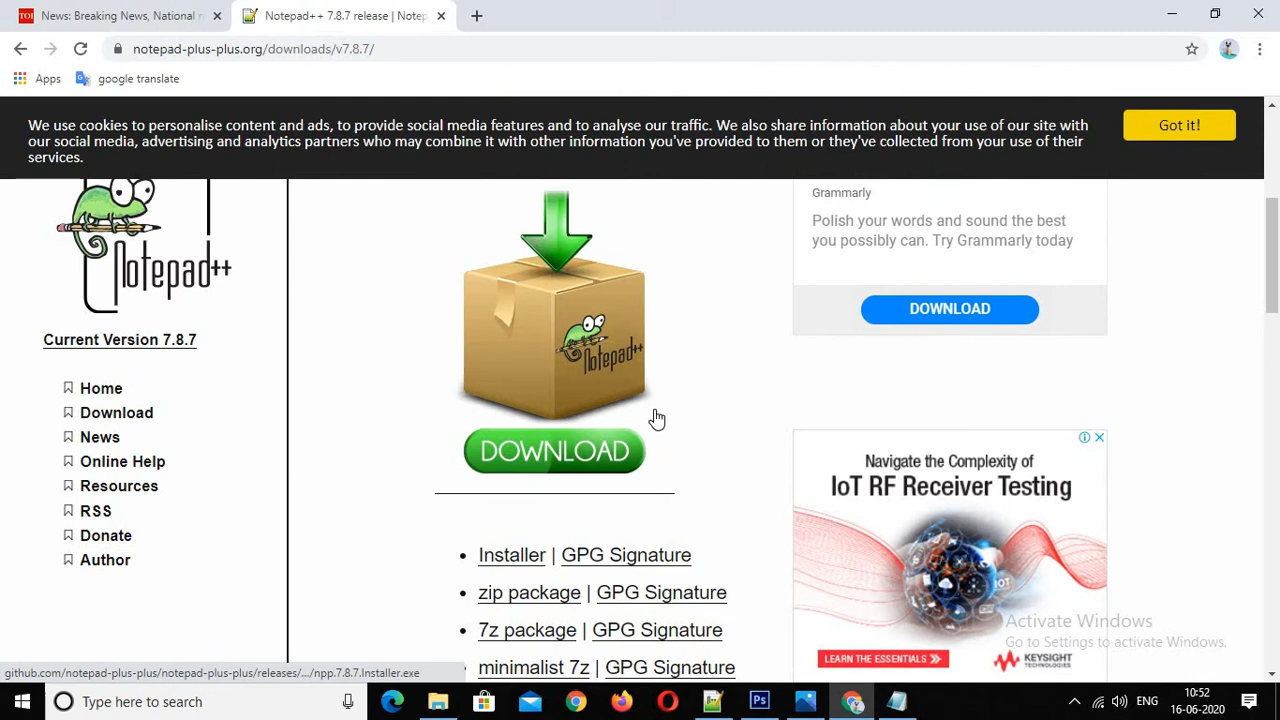 News: Breaking News, National n
Notepad++ 7.8.7 release | Notep
notepad-plus-plus.org/downloads/v7.8.7/
Apps
google translate
We use cookies to personalise content and ads, to provide social media features and to analyse our traffic. We also share information about your use of our site with
our social media, advertising and analytics partners who may combine it with other information you've provided to them or they've collected from your use of their
services.
Got it!
Notepad++
Current Version 7.8.7
Home
Download
News
Online Help
Resources
RSS
Donate
Author
Notepad++
DOWNLOAD
Installer | GPG Signature
zip package | GPG Signature
7z package | GPG Signature
minimalist 7z | GPG Signature
Grammarly
Polish your words and sound the best
you possibly can. Try Grammarly today
DOWNLOAD
Navigate the Complexity of
IoT RF Receiver Testing
IOT
LEARN THE ESSENTIALS
KEYSIGHT
TECHNOLOGIES
Activate Windows
Go to Settings to activate Windows.
github.com/notepad-plus-plus/notepad-plus-plus/releases/.../npp.7.8.7.Installer.exe
Type here to search
Ps
ENG
10:52
16-06-2020